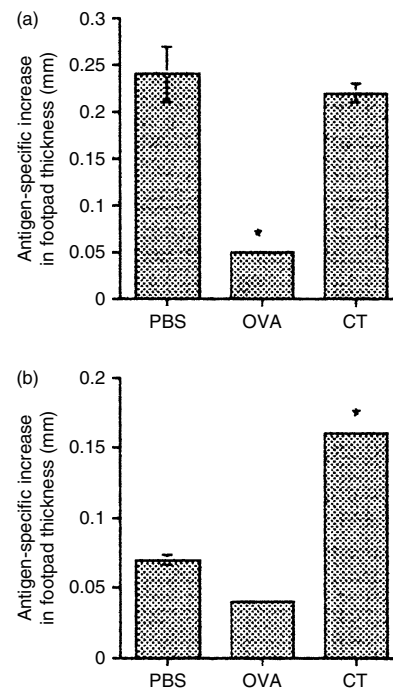 (a)
Antigen-specific increase
in footpad thickness (mm)
0.3
0.25
0.2
0.15
0.1
0.05
0
*
PBS OVA CT
(b)
Antigen-specific increase
in footpad thickness (mm)
0.2
0.15
0.1
0.05
0
*
PBS OVA CT